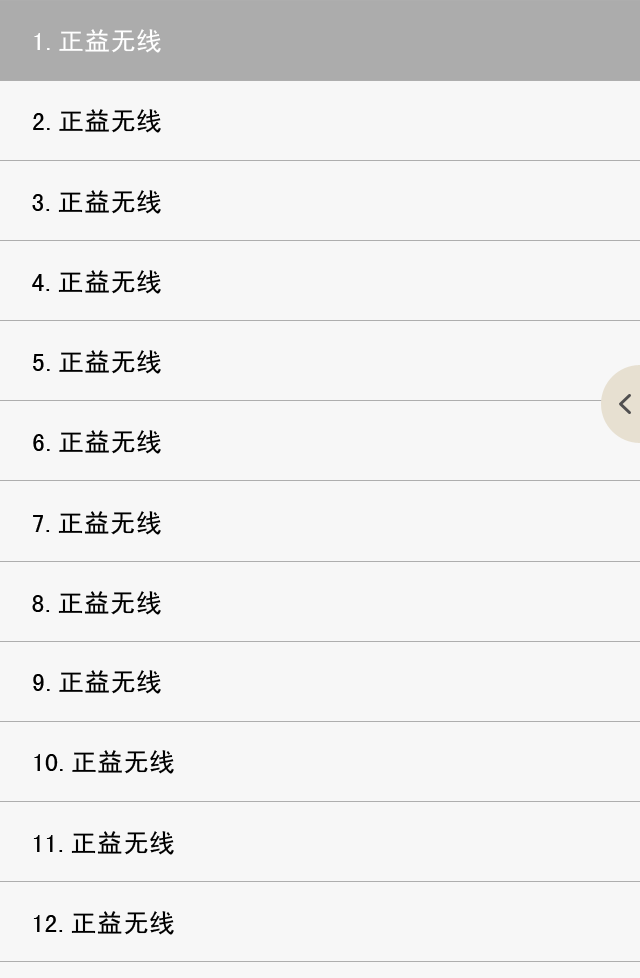 1. 正益无线
2. 正益无线
3. 正益无线
4. 正益无线
5. 正益无线
6. 正益无线
7. 正益无线
8. 正益无线
9. 正益无线
10. 正益无线
11. 正益无线
12. 正益无线